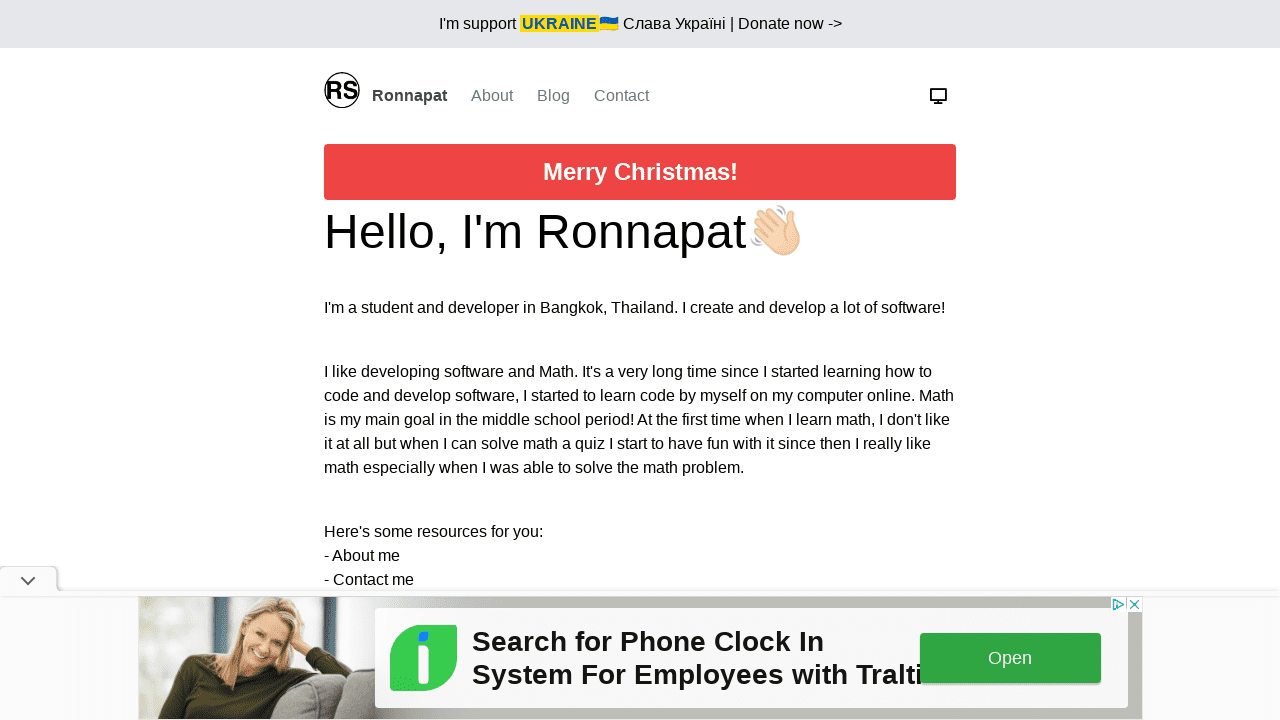 I'm support UKRAINE🇺🇦 Слава Україні | Donate now ->
RS Ronnapat About Blog Contact
Merry Christmas!
Hello, I'm Ronnapat👋🏻
I'm a student and developer in Bangkok, Thailand. I create and develop a lot of software!
I like developing software and Math. It's a very long time since I started learning how to
code and develop software, I started to learn code by myself on my computer online. Math
is my main goal in the middle school period! At the first time when I learn math, I don't like
it at all but when I can solve math a quiz I start to have fun with it since then I really like
math especially when I was able to solve the math problem.
Here's some resources for you:
- About me
- Contact me
Search for Phone Clock In
System For Employees with Tralti
Open